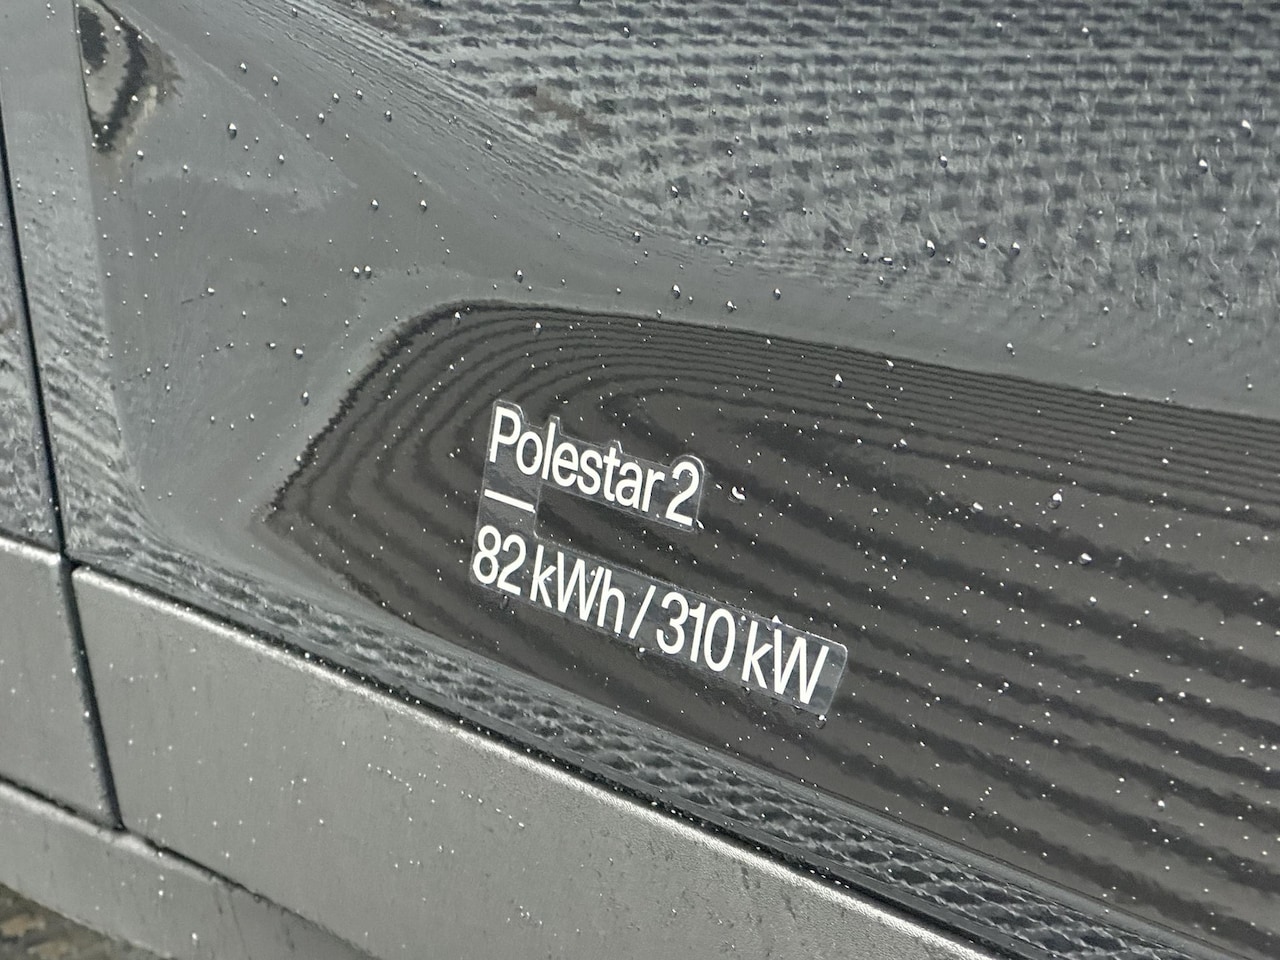 Polestar 2
—
82 kWh / 310 kW